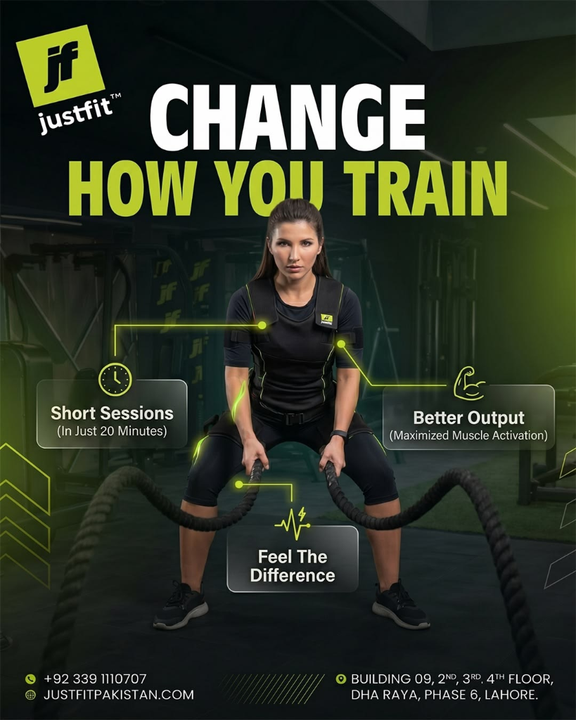 jf
justfit™
CHANGE
HOW YOU TRAIN
Short Sessions
(In Just 20 Minutes)
Better Output
(Maximized Muscle Activation)
Feel The
Difference
+92 339 1110707
JUSTFITPAKISTAN.COM
BUILDING 09, 2ND, 3RD. 4TH FLOOR,
DHA RAYA, PHASE 6, LAHORE.